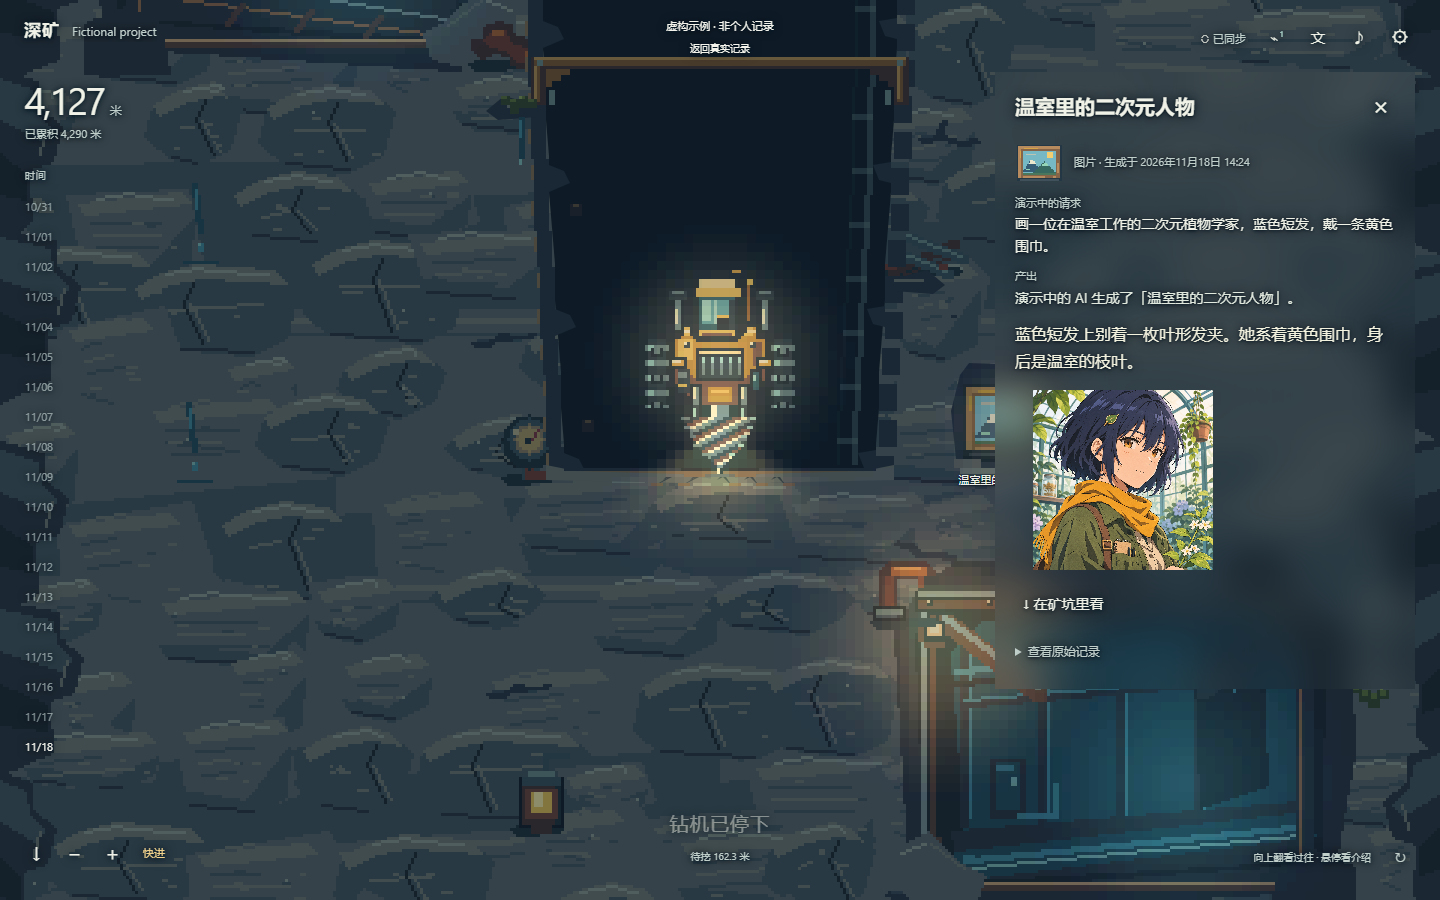 深矿 Fictional project
虚构示例 · 非个人记录
返回真实记录
已同步
1
文
4,127 米
已累积 4,290 米
时间
10/31
11/01
11/02
11/03
11/04
11/05
11/06
11/07
11/08
11/09
11/10
11/11
11/12
11/13
11/14
11/15
11/16
11/17
11/18
快进
温室里的
钻机已停下
待挖 162.3 米
温室里的二次元人物
图片 · 生成于 2026年11月18日 14:24
演示中的请求
画一位在温室工作的二次元植物学家，蓝色短发，戴一条黄色
围巾。
产出
演示中的 AI 生成了「温室里的二次元人物」。
蓝色短发上别着一枚叶形发夹。她系着黄色围巾，身
后是温室的枝叶。
↓ 在矿坑里看
▶ 查看原始记录
向上翻看过往 · 悬停看介绍